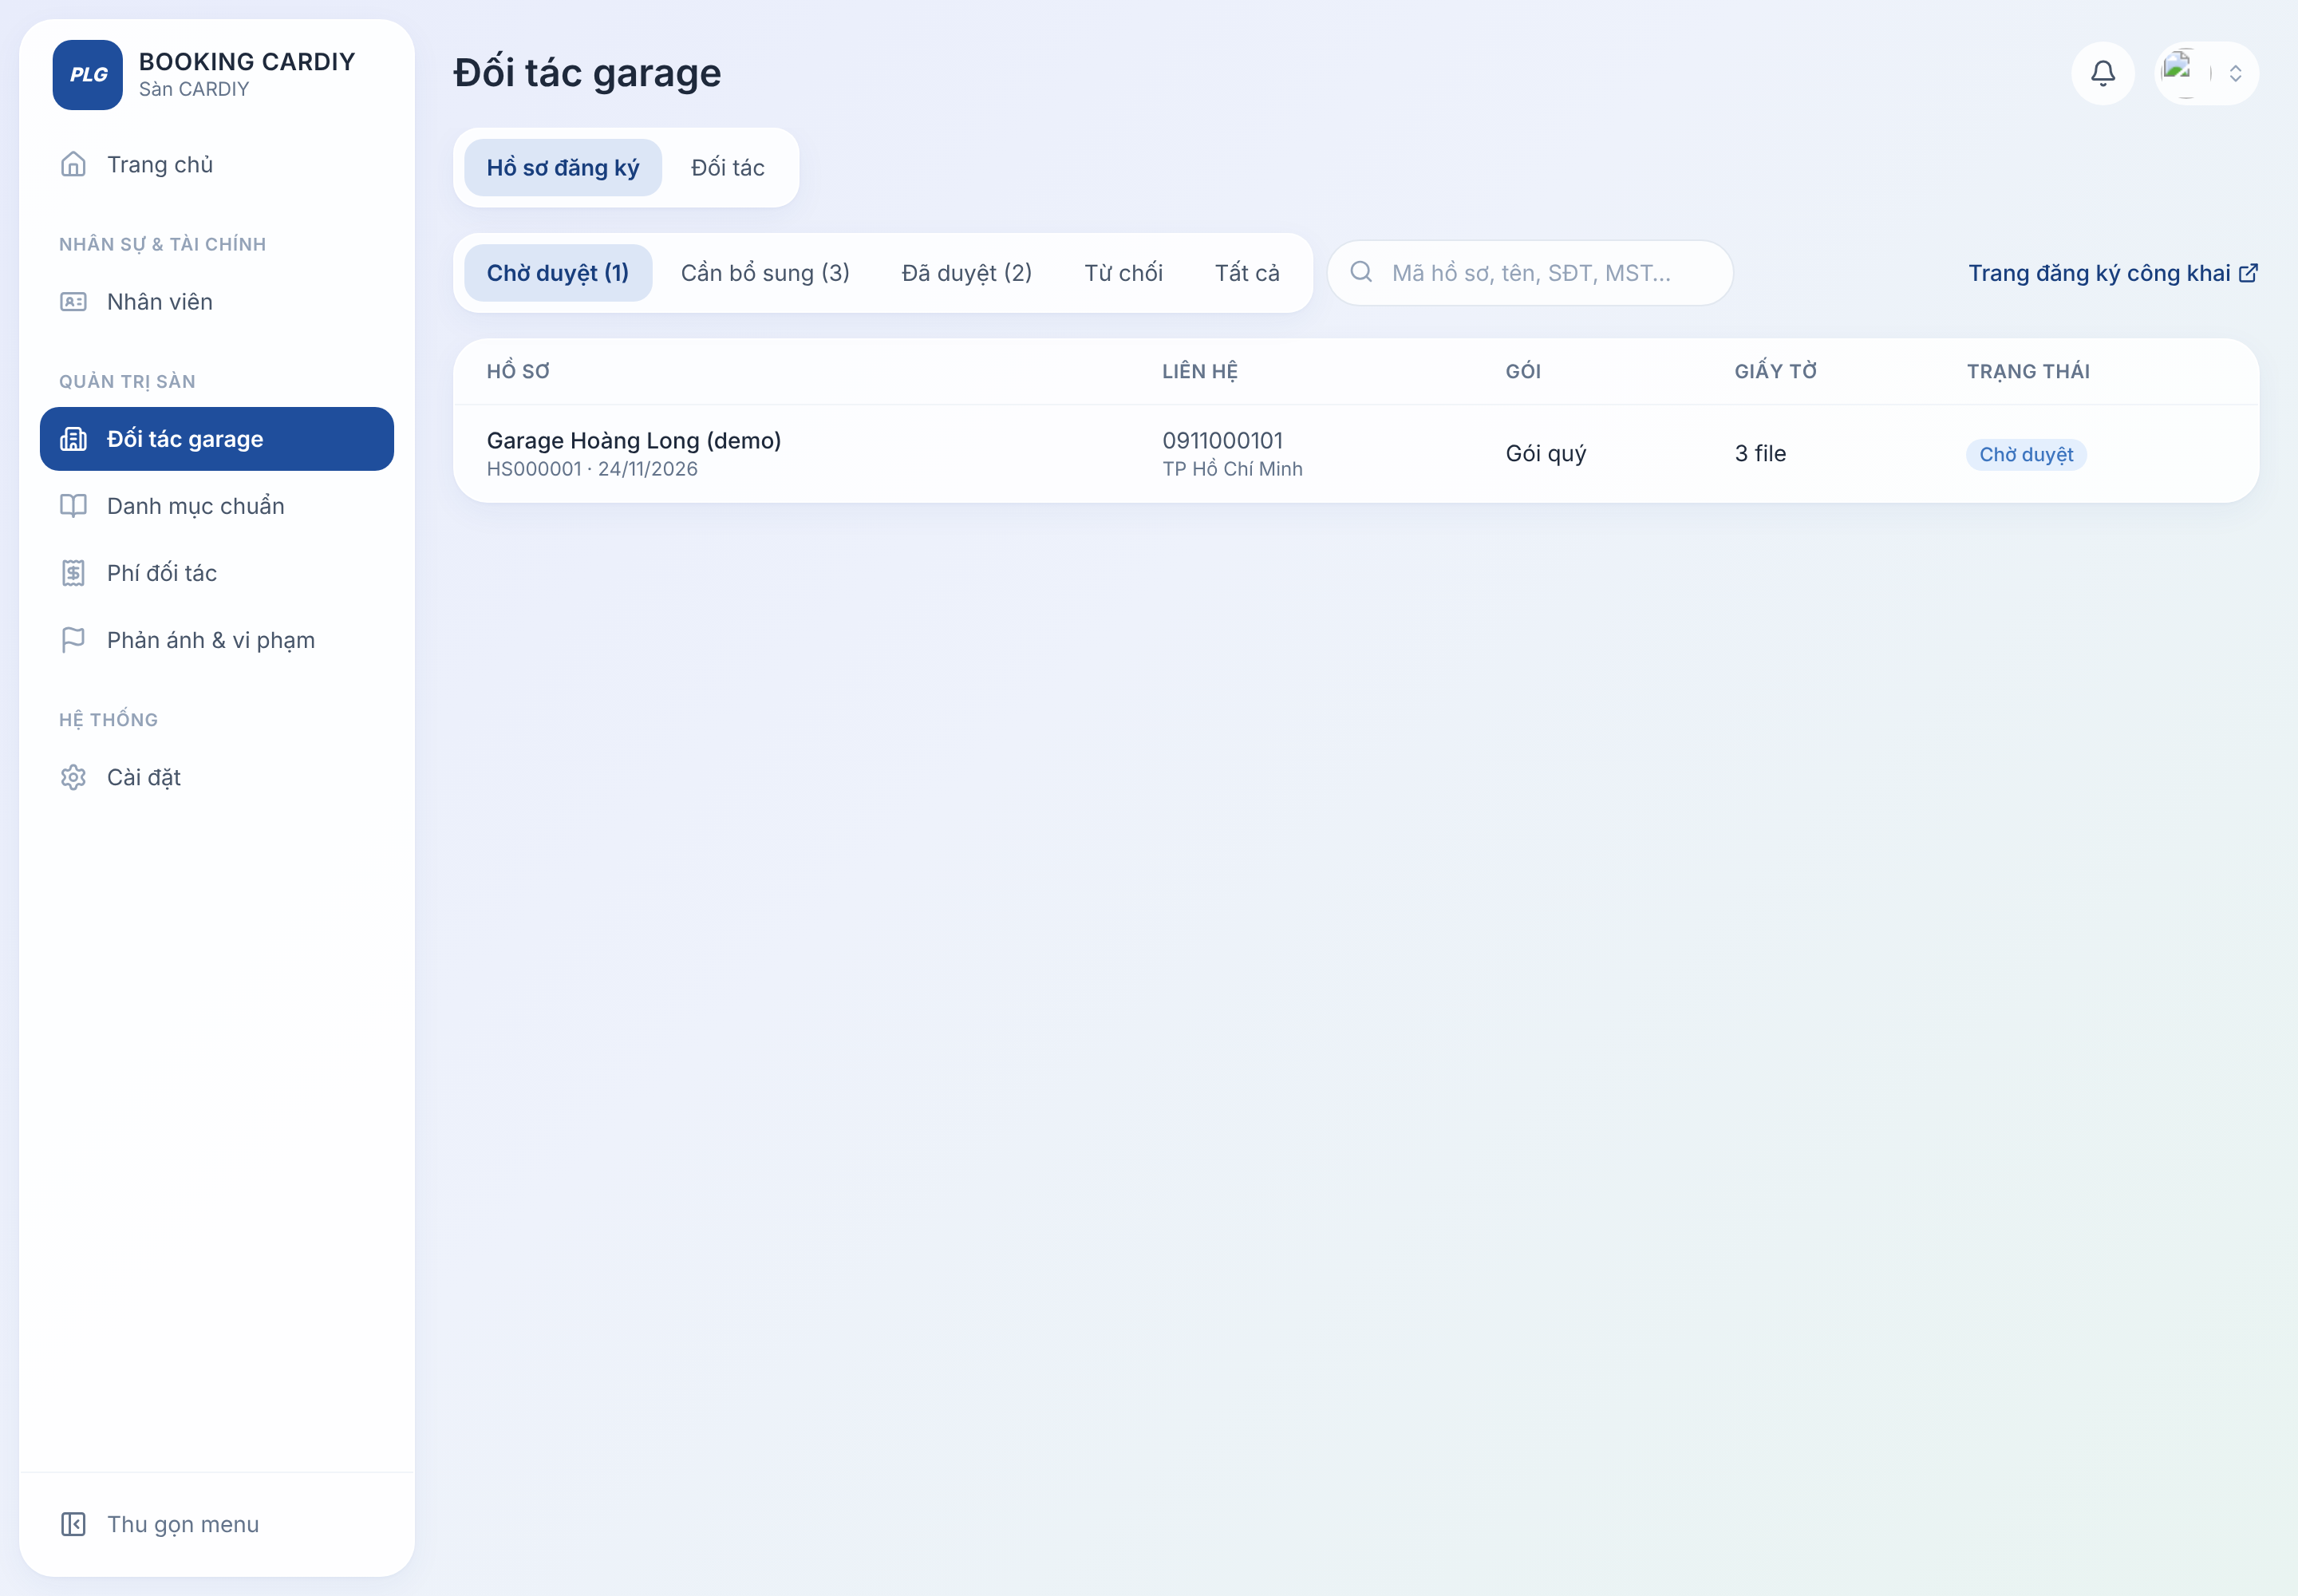 PLG
BOOKING CARDIY
Sàn CARDIY
Trang chủ
NHÂN SỰ & TÀI CHÍNH
Nhân viên
QUẢN TRỊ SÀN
Đối tác garage
Danh mục chuẩn
Phí đối tác
Phản ánh & vi phạm
HỆ THỐNG
Cài đặt
Thu gọn menu
Đối tác garage
Hồ sơ đăng ký Đối tác
Chờ duyệt (1) Cần bổ sung (3) Đã duyệt (2) Từ chối Tất cả Mã hồ sơ, tên, SĐT, MST... Trang đăng ký công khai
HỒ SƠ LIÊN HỆ GÓI GIẤY TỜ TRẠNG THÁI
Garage Hoàng Long (demo) 0911000101 Gói quý 3 file Chờ duyệt
HS000001 · 24/11/2026 TP Hồ Chí Minh